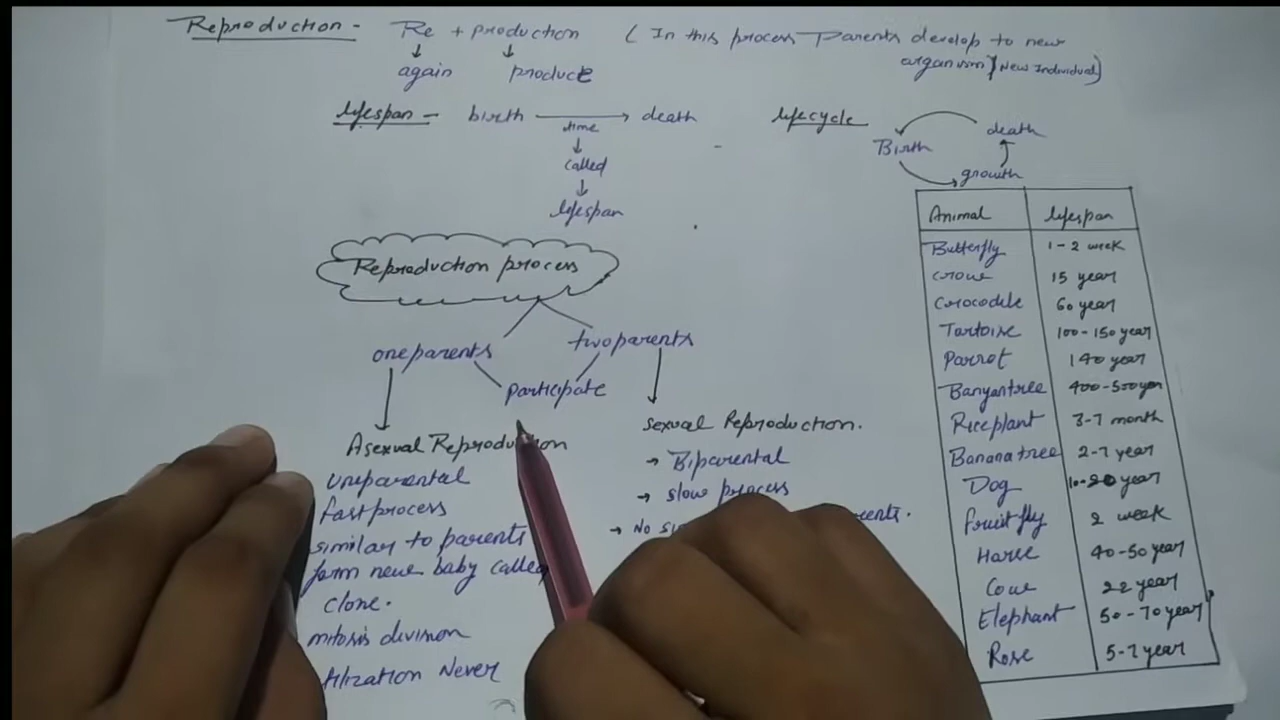 Reproduction - Re + production ( In this process Parents develop to new
organism / New Individual)
again produce
lifespan - birth → death
time
called
lifespan
lifecycle
Birth
death
growth
Reproduction process
one parents
two parents
participate
Asexual Reproduction
uniparental
fast process
similar to parents
form new baby called
clone.
mitosis division
tilization Never
sexual Reproduction.
→ Biparental
→ slow process
→ No
Animal lifespan
Butterfly 1-2 week
crow 15 year
crocodile 60 year
Tortoise 100-150 year
Parrot 140 year
Banyantree 400-500 year
Rice plant 3-7 month
Banana tree 2-7 year
Dog 10-20 year
fruit fly 2 week
Horse 40-50 year
Cow 22 year
Elephant 50-70 year
Rose 5-7 year